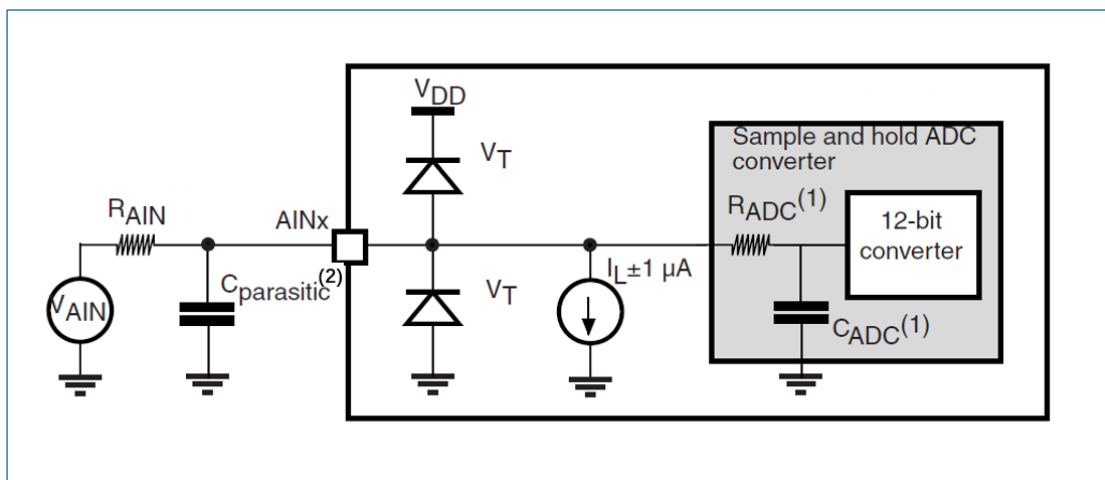 VDD
VT
Sample and hold ADC
converter
RAIN
AINx
RADC(1)
12-bit
converter
VAIN
Cparasitic(2)
VT
IL±1 µA
CADC(1)